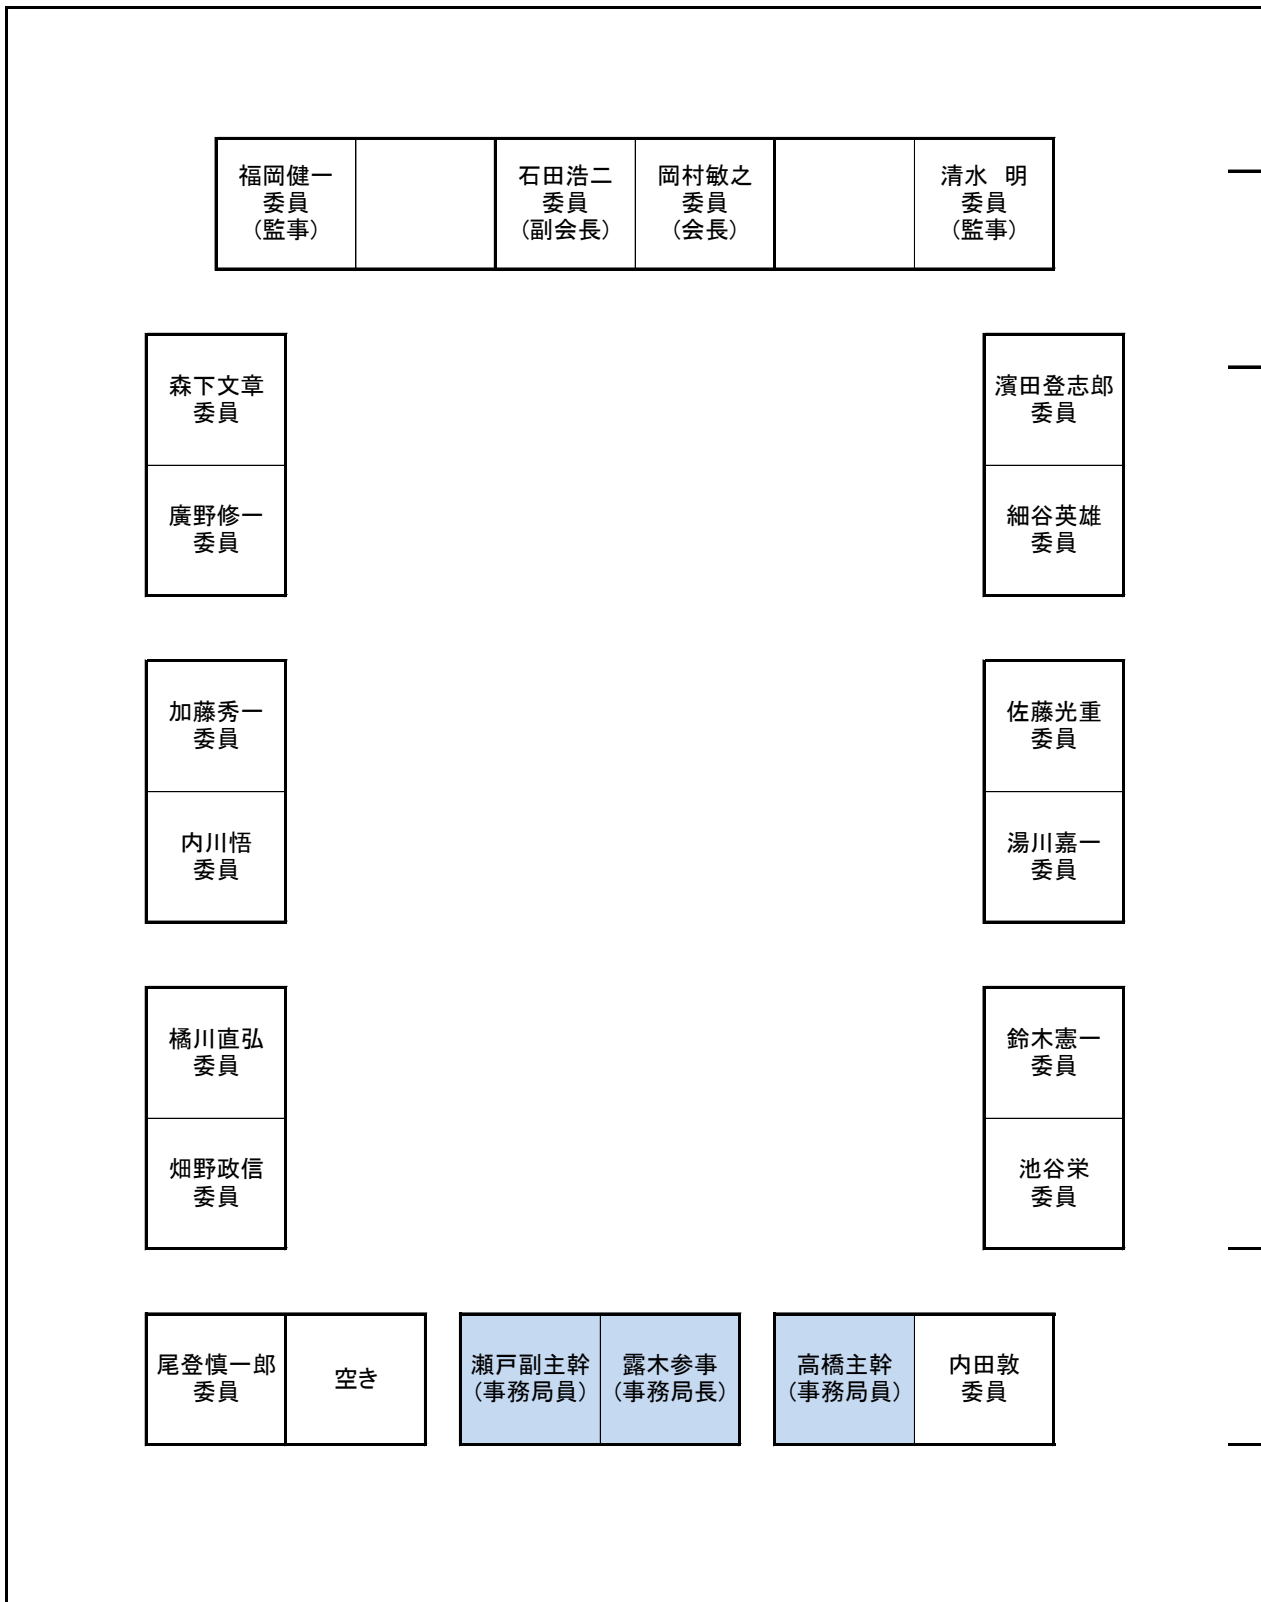 福岡健一
委員
（監事）
石田浩二
委員
（副会長）
岡村敏之
委員
（会長）
清水　明
委員
（監事）
森下文章
委員
濱田登志郎
委員
廣野修一
委員
細谷英雄
委員
加藤秀一
委員
佐藤光重
委員
内川悟
委員
湯川嘉一
委員
橘川直弘
委員
鈴木憲一
委員
畑野政信
委員
池谷栄
委員
尾登慎一郎
委員
空き
瀬戸副主幹
（事務局員）
露木参事
（事務局長）
高橋主幹
（事務局員）
内田敦
委員